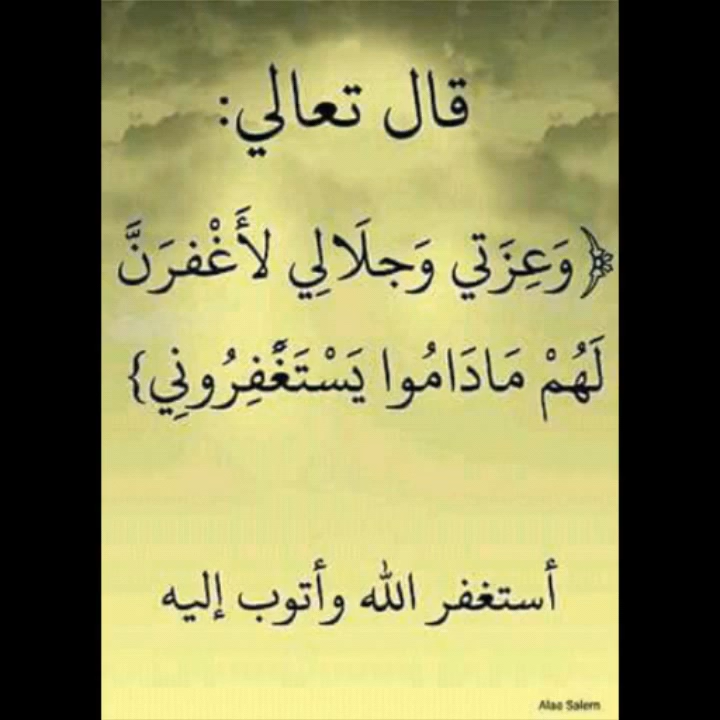 قال تعالي:
﴿وَعِزَتي وَجلَالِي لأَغْفرَنَّ
لَهُمْ مَادَامُوا يَسْتَغْفِرُونِي}
أستغفر الله وأتوب إليه
Alaa Salem